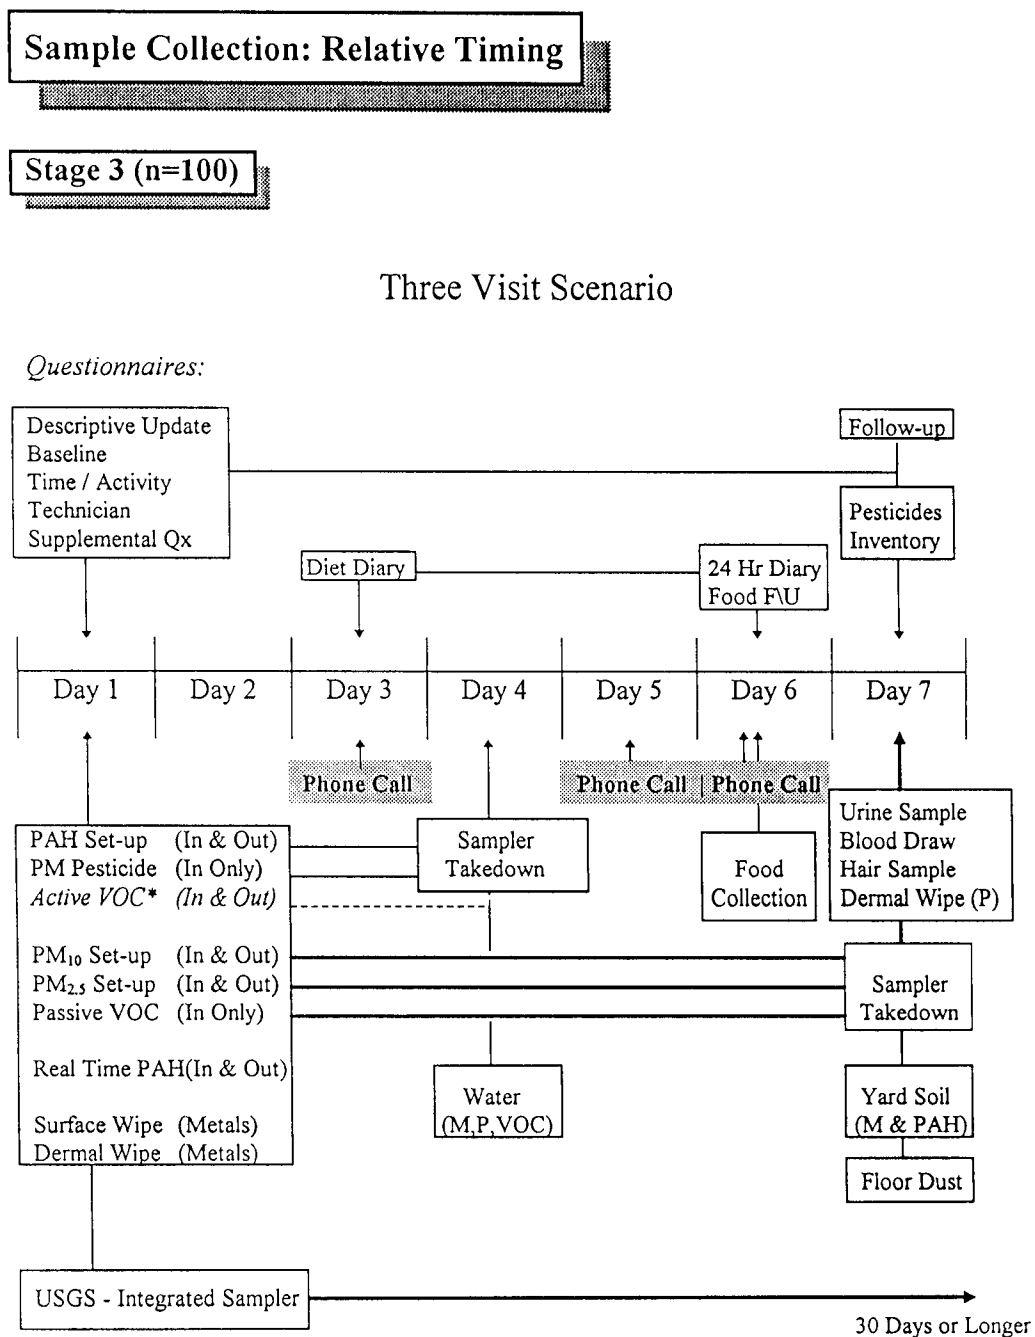 Sample Collection: Relative Timing
Stage 3 (n=100)
Three Visit Scenario
Questionnaires:
Descriptive Update
Baseline
Time / Activity
Technician
Supplemental Qx
Follow-up
Pesticides
Inventory
Diet Diary
24 Hr Diary
Food F\U
Day 1
Day 2
Day 3
Day 4
Day 5
Day 6
Day 7
Phone Call
Phone Call | Phone Call
PAH Set-up (In & Out)
PM Pesticide (In Only)
Active VOC* (In & Out)
PM10 Set-up (In & Out)
PM2.5 Set-up (In & Out)
Passive VOC (In Only)
Real Time PAH(In & Out)
Surface Wipe (Metals)
Dermal Wipe (Metals)
Sampler
Takedown
Water
(M,P,VOC)
Food
Collection
Urine Sample
Blood Draw
Hair Sample
Dermal Wipe (P)
Sampler
Takedown
Yard Soil
(M & PAH)
Floor Dust
USGS - Integrated Sampler
30 Days or Longer